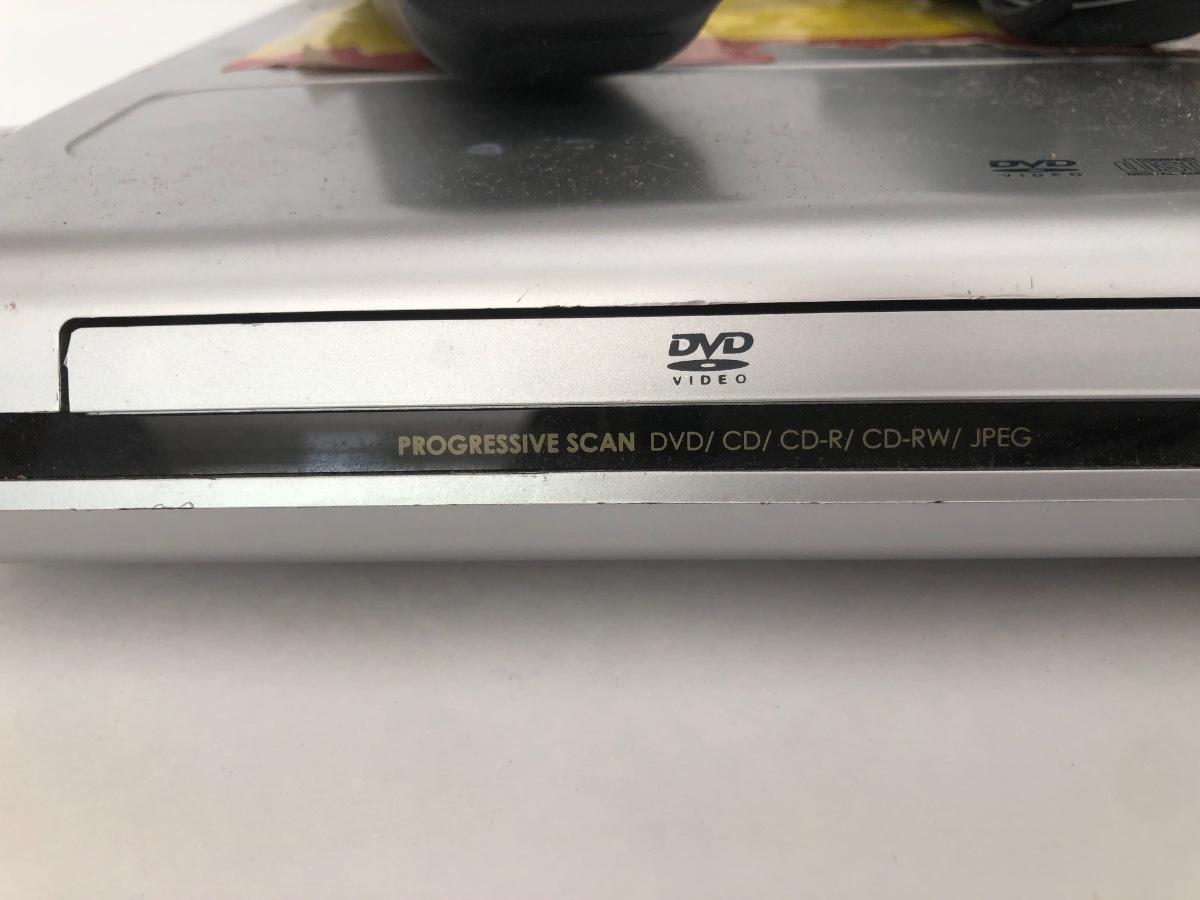 DVD
VIDEO
DVD
VIDEO
PROGRESSIVE SCAN DVD/ CD/ CD-R/ CD-RW/ JPEG